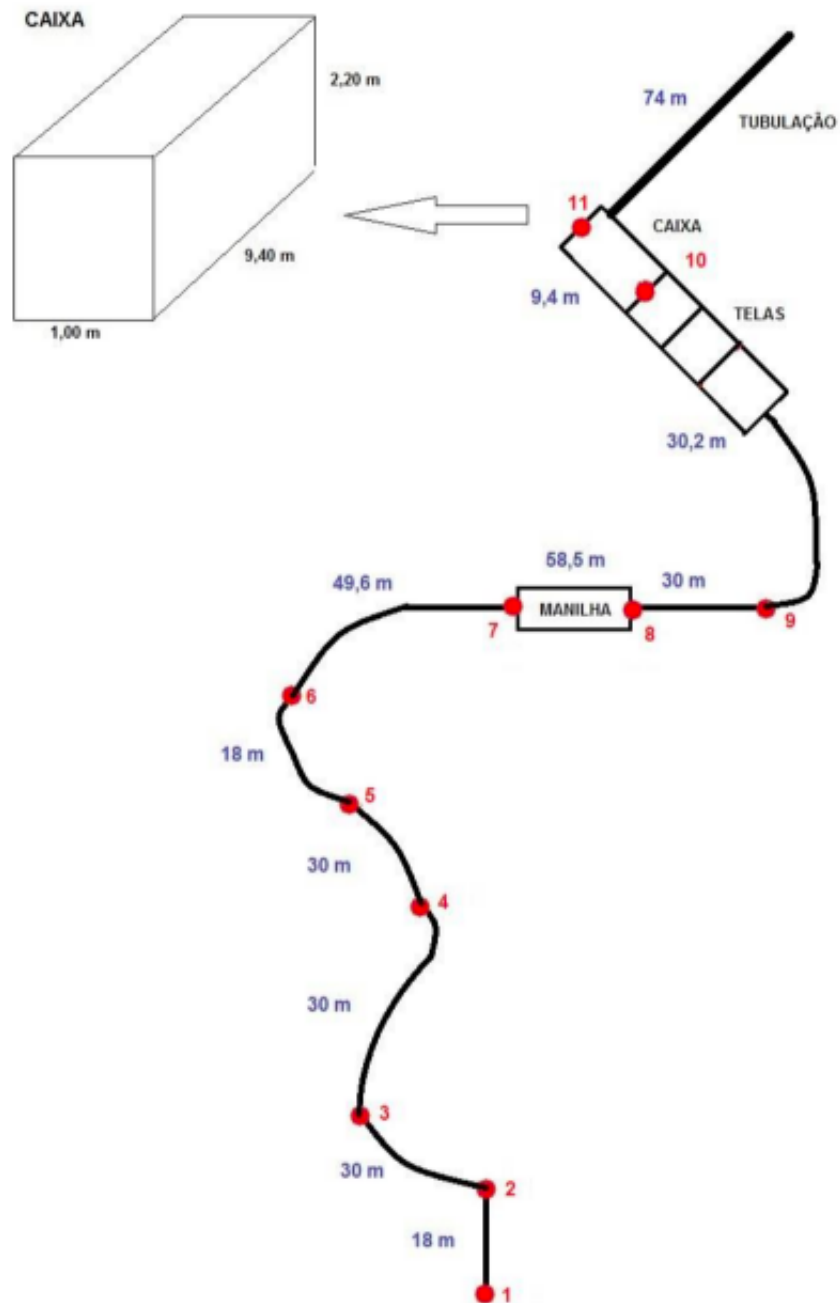 CAIXA
2,20 m
9,40 m
1,00 m
74 m
TUBULAÇÃO
11
CAIXA
10
9,4 m
TELAS
30,2 m
58,5 m
49,6 m
30 m
MANILHA
7
8
9
6
18 m
5
30 m
4
30 m
3
30 m
2
18 m
1